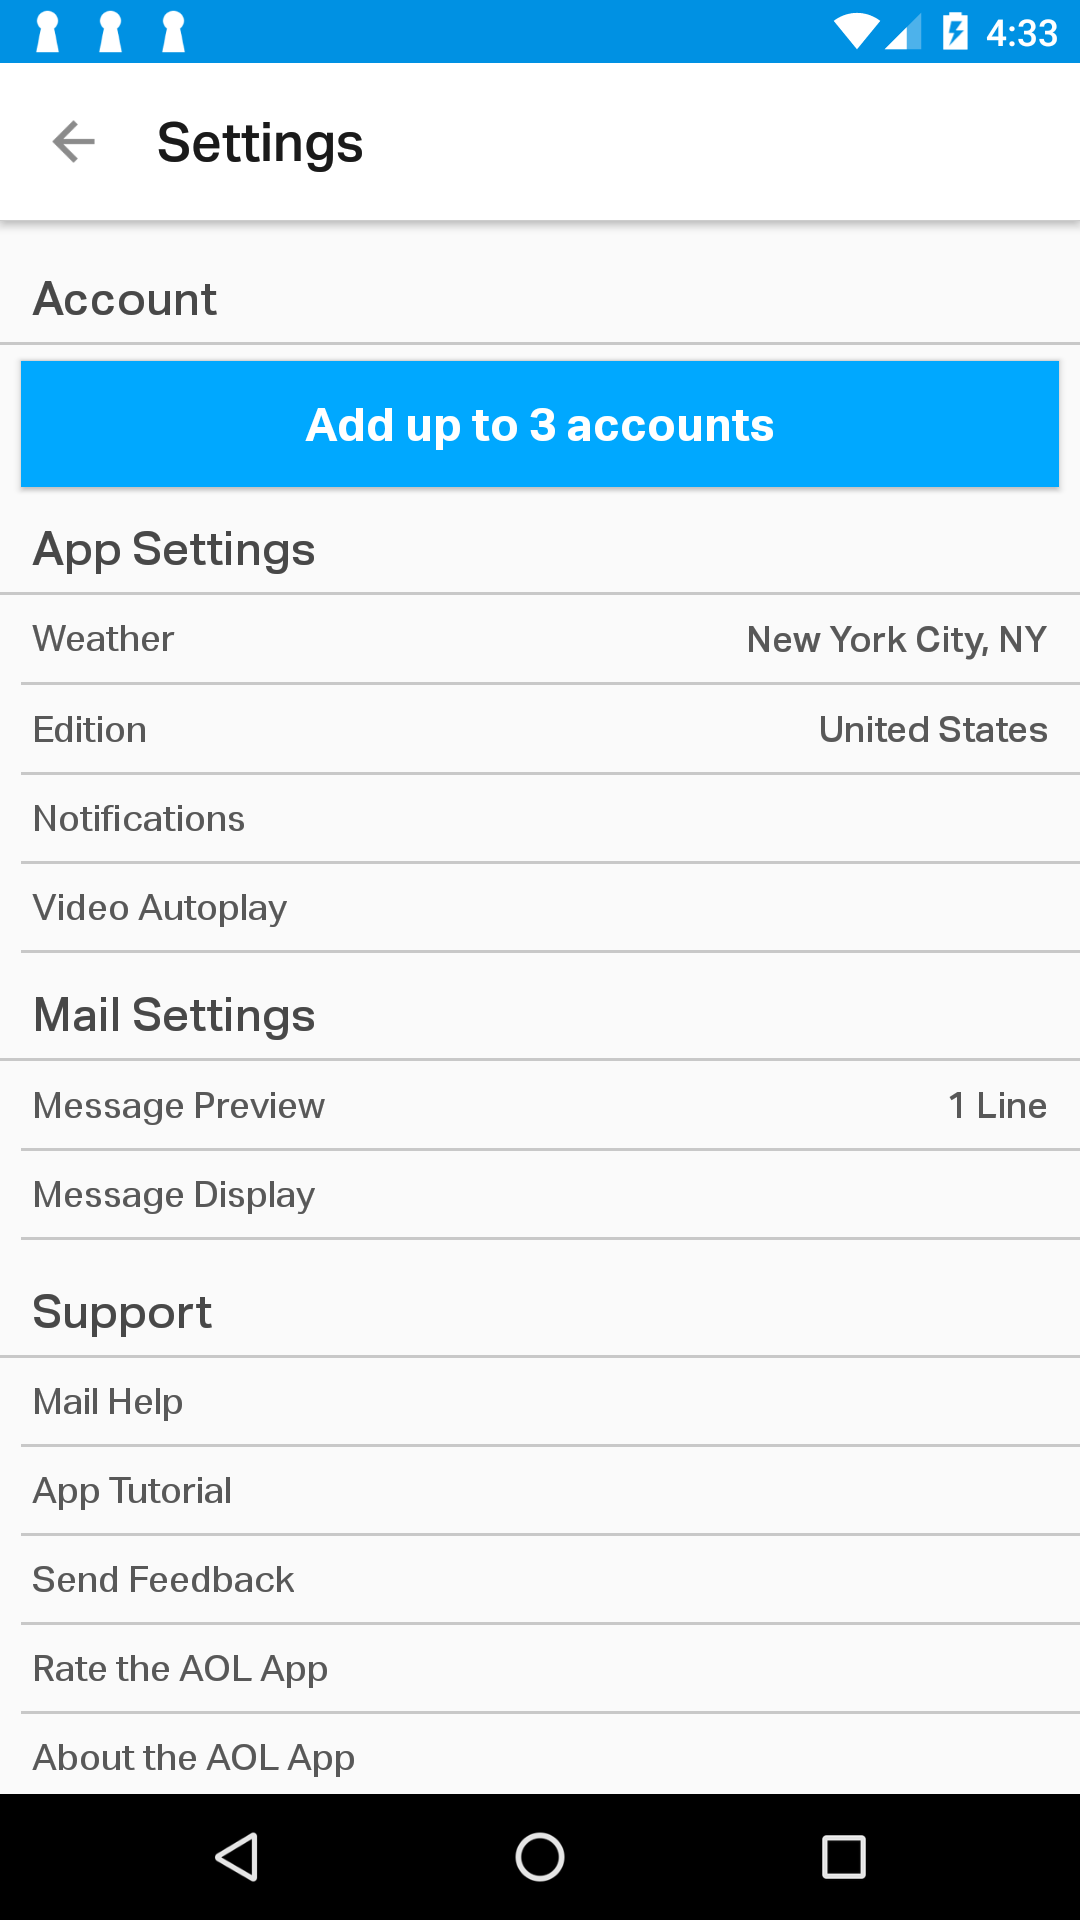 4:33
Settings
Account
Add up to 3 accounts
App Settings
Weather New York City, NY
Edition United States
Notifications
Video Autoplay
Mail Settings
Message Preview 1 Line
Message Display
Support
Mail Help
App Tutorial
Send Feedback
Rate the AOL App
About the AOL App